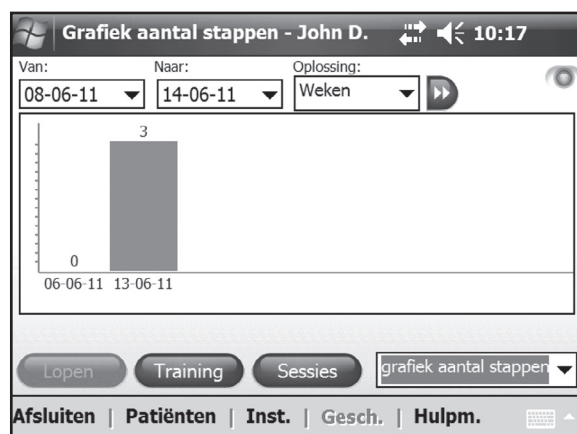 Grafiek aantal stappen - John D. 10:17
Van: Naar: Oplossing:
08-06-11 14-06-11 Weken
3
0
06-06-11 13-06-11
Lopen Training Sessies grafiek aantal stappen
Afsluiten | Patiënten | Inst. | Gesch. | Hulpm.